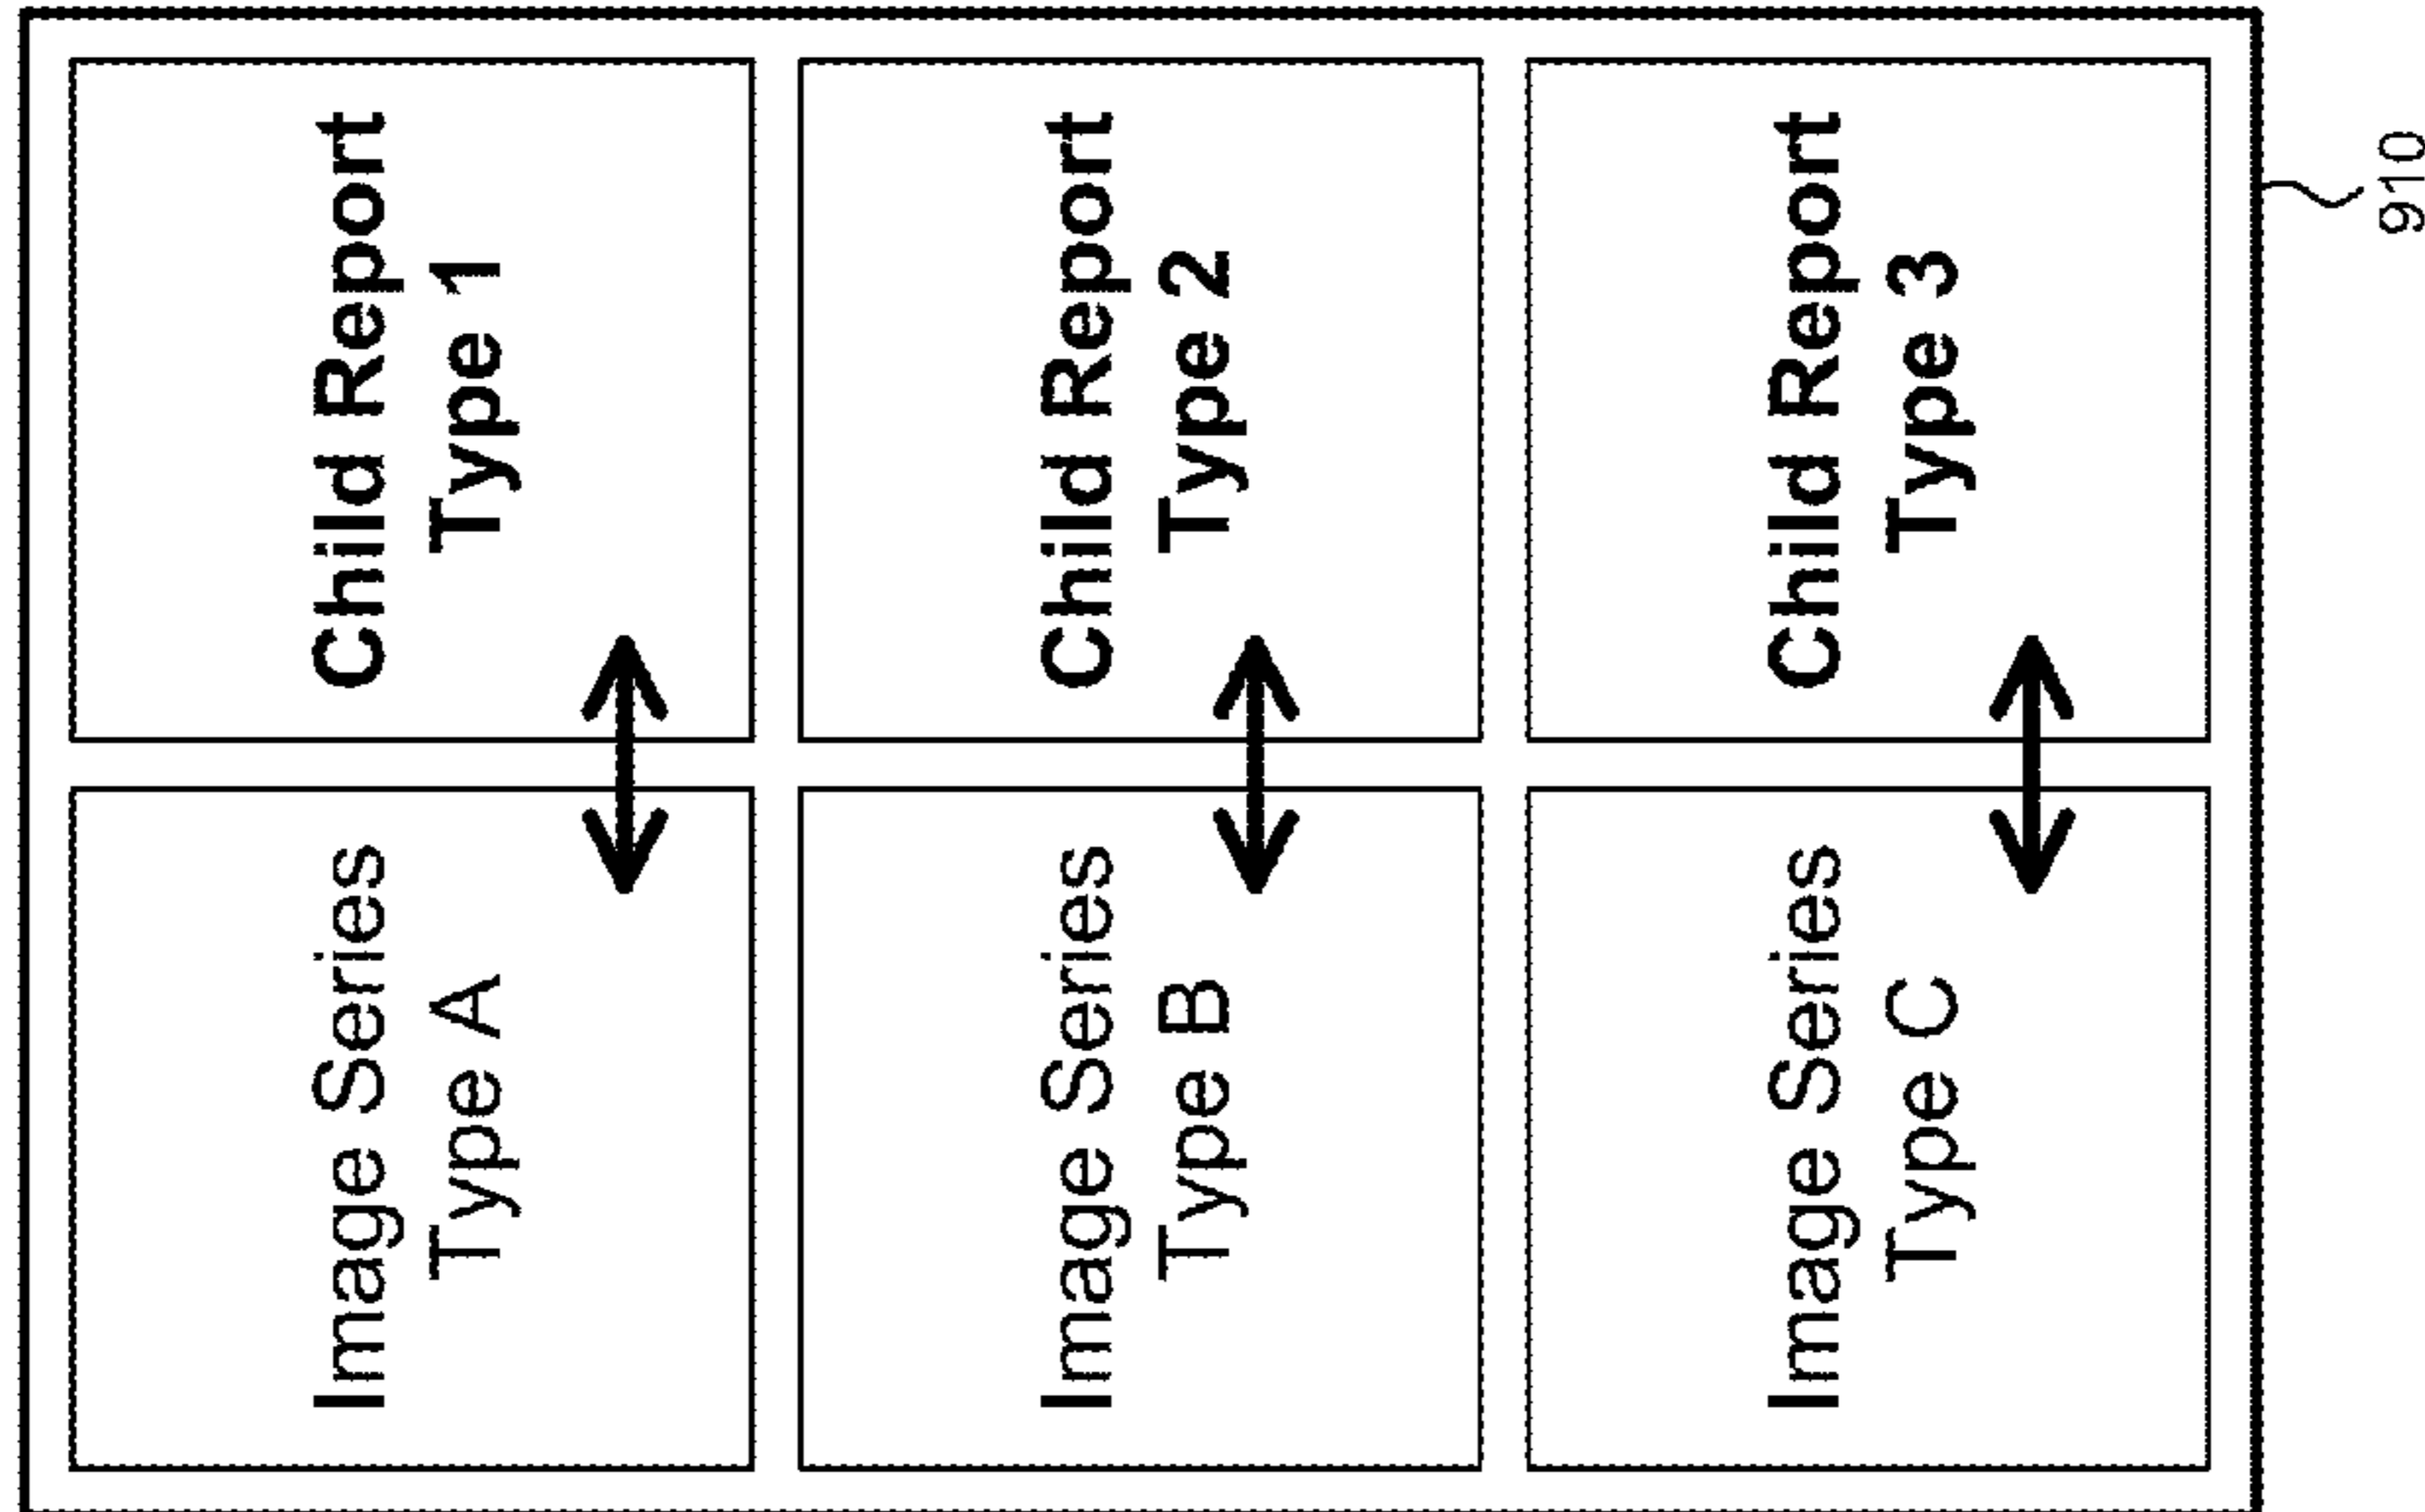 Image Series
Type A
Child Report
Type 1
Image Series
Type B
Child Report
Type 2
Image Series
Type C
Child Report
Type 3
910